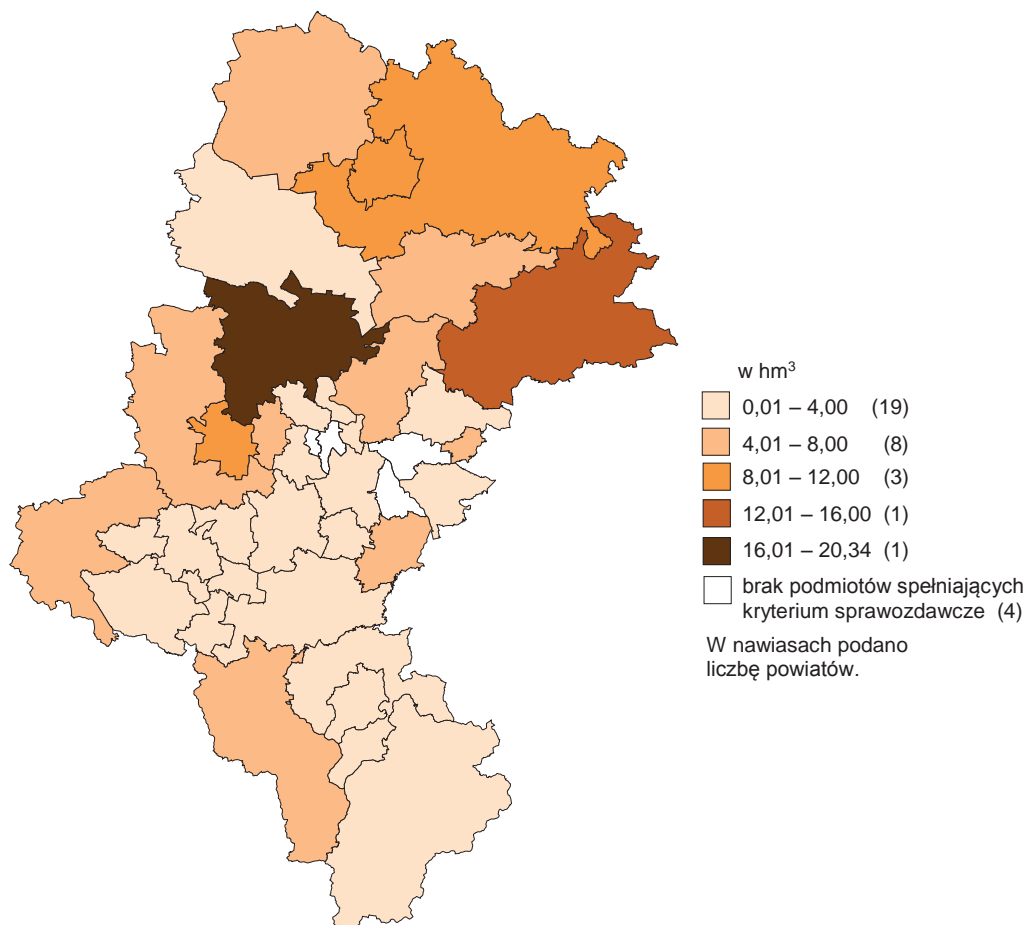 w hm³
0,01 – 4,00 (19)
4,01 – 8,00 (8)
8,01 – 12,00 (3)
12,01 – 16,00 (1)
16,01 – 20,34 (1)
brak podmiotów spełniających
kryterium sprawozdawcze (4)
W nawiasach podano
liczbę powiatów.